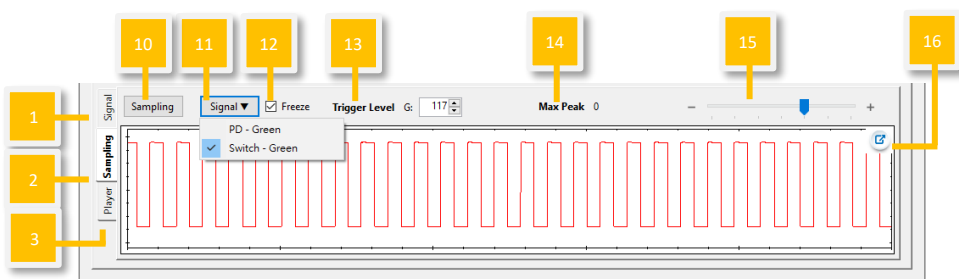 10 11 12 13 14 15 16
1
2
3
Signal
Sampling
Player
Sampling Signal ▼ Freeze Trigger Level G: 117 Max Peak 0 − +
PD - Green
Switch - Green